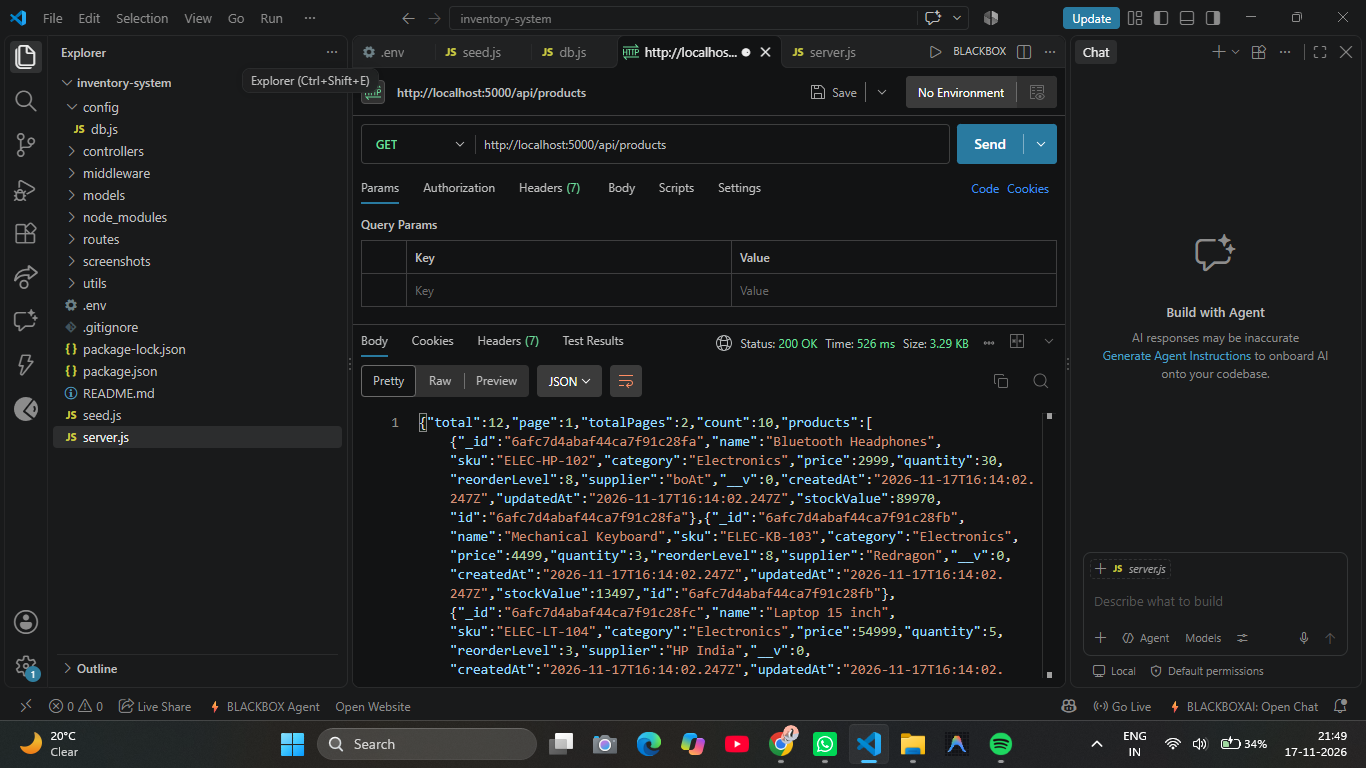 File Edit Selection View Go Run ··· inventory-system Update
Explorer ···
Explorer (Ctrl+Shift+E)
inventory-system
config
JS db.js
controllers
middleware
models
node_modules
routes
screenshots
utils
.env
.gitignore
{} package-lock.json
{} package.json
README.md
JS seed.js
JS server.js
Outline
.env JS seed.js JS db.js HTTP http://localhos... ● JS server.js BLACKBOX ···
HTTP http://localhost:5000/api/products Save No Environment
GET http://localhost:5000/api/products Send
Params Authorization Headers (7) Body Scripts Settings Code Cookies
Query Params
Key Value
Key Value
Body Cookies Headers (7) Test Results Status: 200 OK Time: 526 ms Size: 3.29 KB ···
Pretty Raw Preview JSON
1 {"total":12,"page":1,"totalPages":2,"count":10,"products":[
{"_id":"6afc7d4abaf44ca7f91c28fa","name":"Bluetooth Headphones",
"sku":"ELEC-HP-102","category":"Electronics","price":2999,"quantity":30,
"reorderLevel":8,"supplier":"boAt","__v":0,"createdAt":"2026-11-17T16:14:02.
247Z","updatedAt":"2026-11-17T16:14:02.247Z","stockValue":89970,
"id":"6afc7d4abaf44ca7f91c28fa"},{"_id":"6afc7d4abaf44ca7f91c28fb",
"name":"Mechanical Keyboard","sku":"ELEC-KB-103","category":"Electronics",
"price":4499,"quantity":3,"reorderLevel":8,"supplier":"Redragon","__v":0,
"createdAt":"2026-11-17T16:14:02.247Z","updatedAt":"2026-11-17T16:14:02.
247Z","stockValue":13497,"id":"6afc7d4abaf44ca7f91c28fb"},
{"_id":"6afc7d4abaf44ca7f91c28fc","name":"Laptop 15 inch",
"sku":"ELEC-LT-104","category":"Electronics","price":54999,"quantity":5,
"reorderLevel":3,"supplier":"HP India","__v":0,
"createdAt":"2026-11-17T16:14:02.247Z","updatedAt":"2026-11-17T16:14:02.
Chat ···
Build with Agent
AI responses may be inaccurate
Generate Agent Instructions to onboard AI
onto your codebase.
JS server.js
Describe what to build
Agent Models
Local Default permissions
1
0 0 Live Share BLACKBOX Agent Open Website Go Live BLACKBOXAI: Open Chat
20°C
Clear
Search
ENG
IN
34%
21:49
17-11-2026